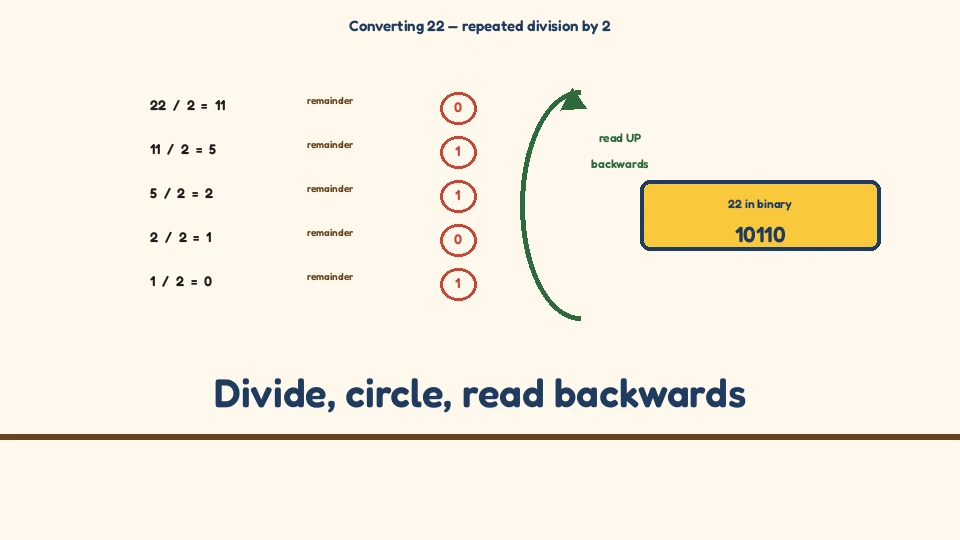 Converting 22 — repeated division by 2
22 / 2 = 11 remainder 0
11 / 2 = 5 remainder 1
5 / 2 = 2 remainder 1
2 / 2 = 1 remainder 0
1 / 2 = 0 remainder 1
read UP
backwards
22 in binary
10110
Divide, circle, read backwards